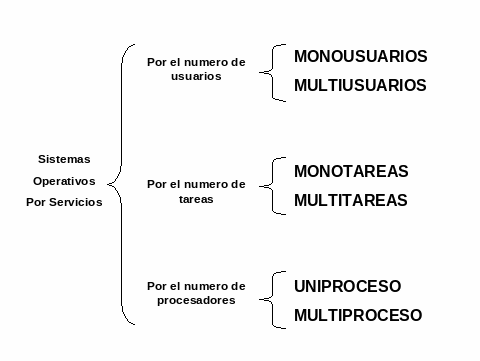 Sistemas
Operativos
Por Servicios
Por el numero de
usuarios
MONOUSUARIOS
MULTIUSUARIOS
Por el numero de
tareas
MONOTAREAS
MULTITAREAS
Por el numero de
procesadores
UNIPROCESO
MULTIPROCESO